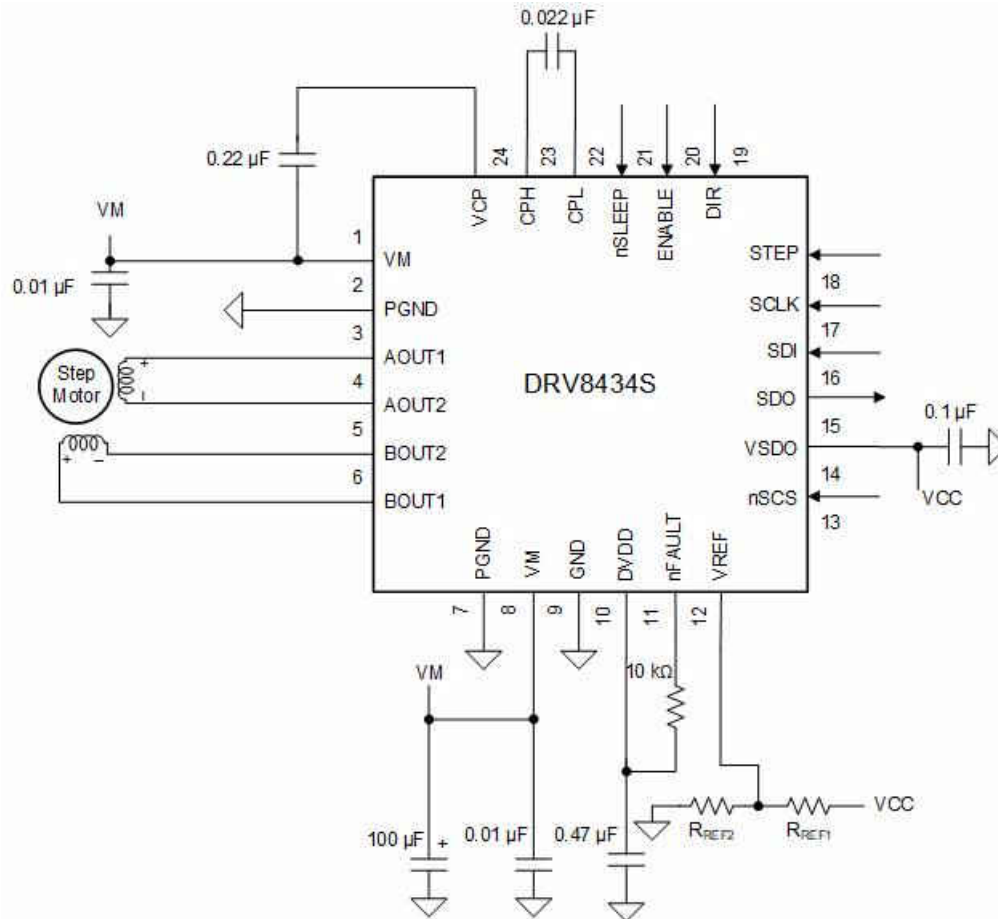 0.022 µF
0.22 µF
24
23
22
21
20
19
VCP
CPH
CPL
nSLEEP
ENABLE
DIR
VM
0.01 µF
1
VM
2
PGND
3
AOUT1
4
AOUT2
5
BOUT2
6
BOUT1
Step
Motor
+
−
+
−
DRV8434S
STEP
18
SCLK
17
SDI
16
SDO
15
VSDO
14
nSCS
13
0.1 µF
VCC
PGND
VM
GND
DVDD
nFAULT
VREF
7
8
9
10
11
12
VM
10 kΩ
VCC
RREF2
RREF1
100 µF
+
0.01 µF
0.47 µF